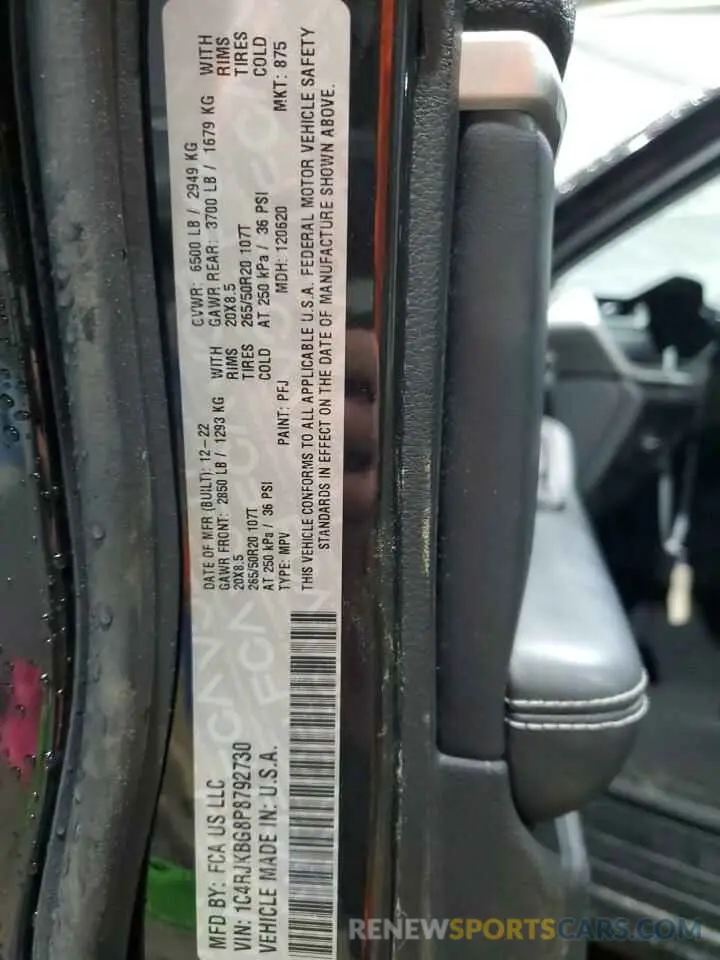 MFD BY: FCA US LLC
VIN: 1C4RJKBG8P8792730
VEHICLE MADE IN: U.S.A.
DATE OF MFR (BUILT): 12-22
GAWR FRONT: 2850 LB / 1293 KG WITH
20X8.5 RIMS
265/50R20 107T TIRES
AT 250 kPa / 36 PSI COLD
TYPE: MPV PAINT: PFJ
GVWR: 6500 LB / 2949 KG
GAWR REAR: 3700 LB / 1679 KG WITH
20X8.5 RIMS
265/50R20 107T TIRES
AT 250 kPa / 36 PSI COLD
MDH: 120620 MKT: 875
THIS VEHICLE CONFORMS TO ALL APPLICABLE U.S.A. FEDERAL MOTOR VEHICLE SAFETY
STANDARDS IN EFFECT ON THE DATE OF MANUFACTURE SHOWN ABOVE.
RENEWSPORTSCARS.COM